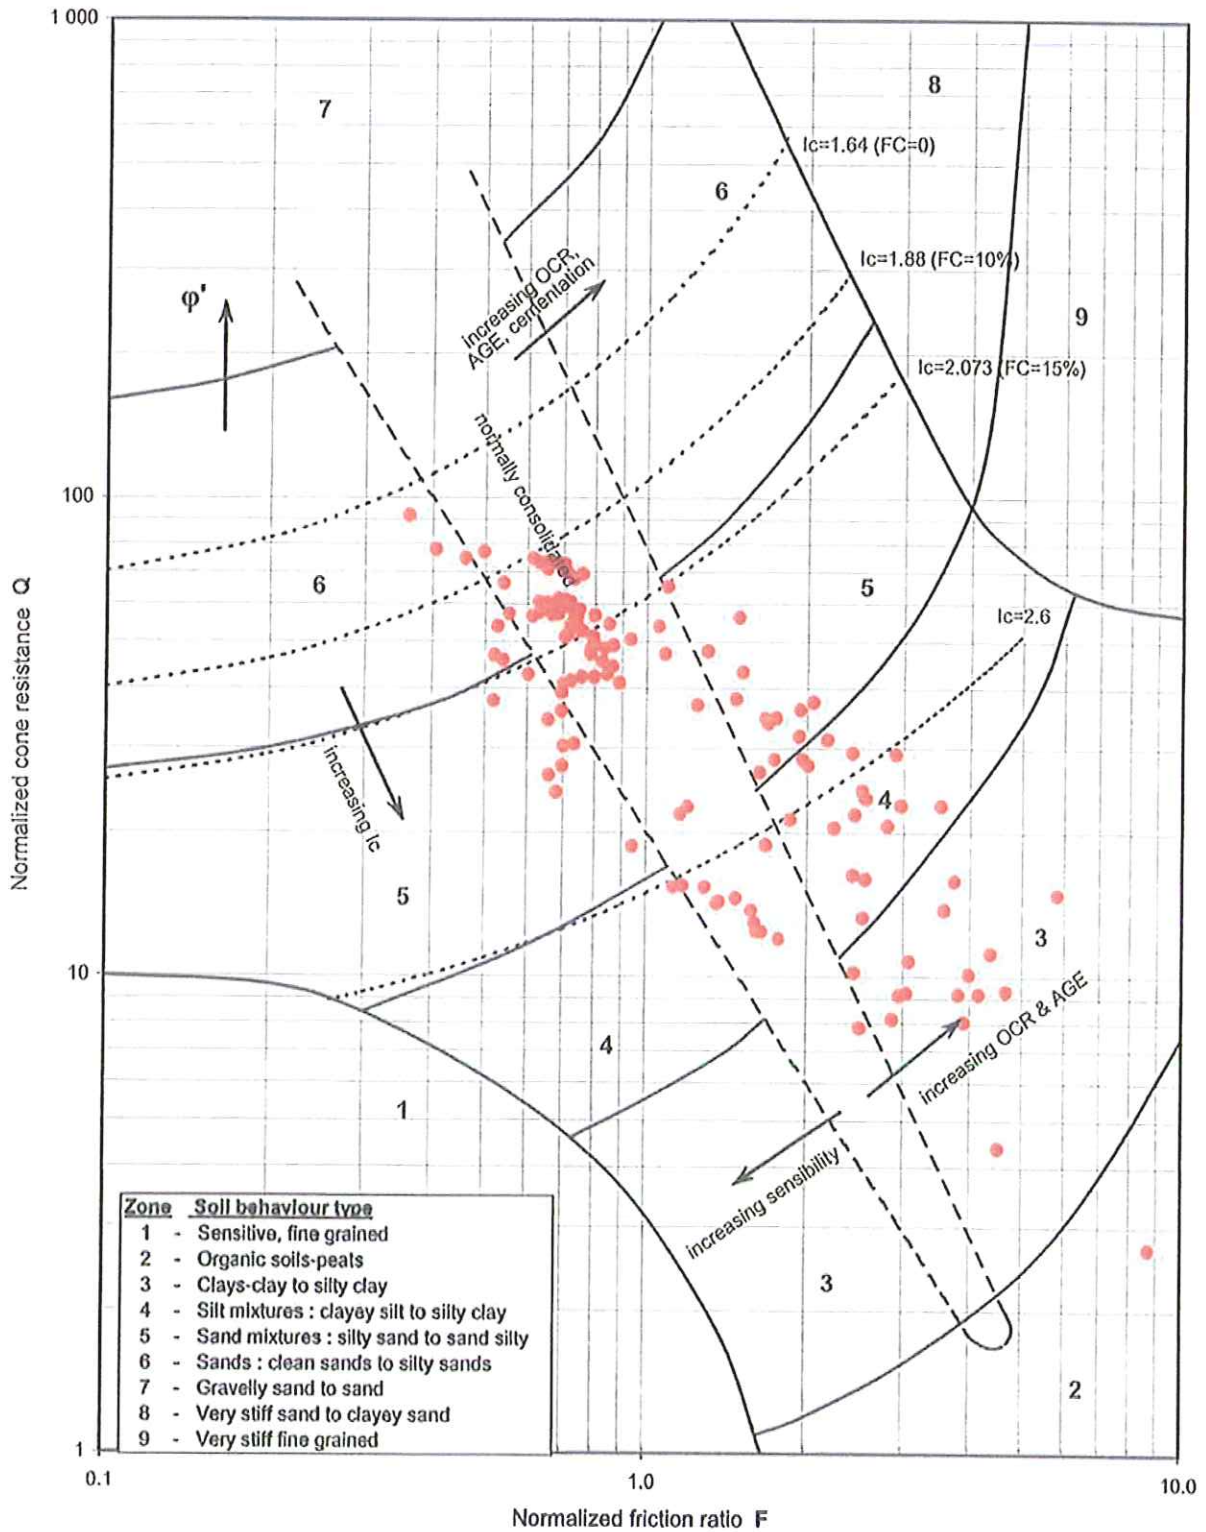 1 000
7
8
Ic=1.64 (FC=0)
6
Ic=1.88 (FC=10%)
increasing OCR,
AGE, cementation
φ'
9
Ic=2.073 (FC=15%)
normally consolidated
100
6
5
Ic=2.6
Normalized cone resistance Q
increasing Ic
4
5
3
10
increasing OCR & AGE
4
1
increasing sensibility
3
2
Zone Soil behaviour type
1 - Sensitive, fine grained
2 - Organic soils-peats
3 - Clays-clay to silty clay
4 - Silt mixtures : clayey silt to silty clay
5 - Sand mixtures : silty sand to sand silty
6 - Sands : clean sands to silty sands
7 - Gravelly sand to sand
8 - Very stiff sand to clayey sand
9 - Very stiff fine grained
1
0.1
1.0
10.0
Normalized friction ratio F